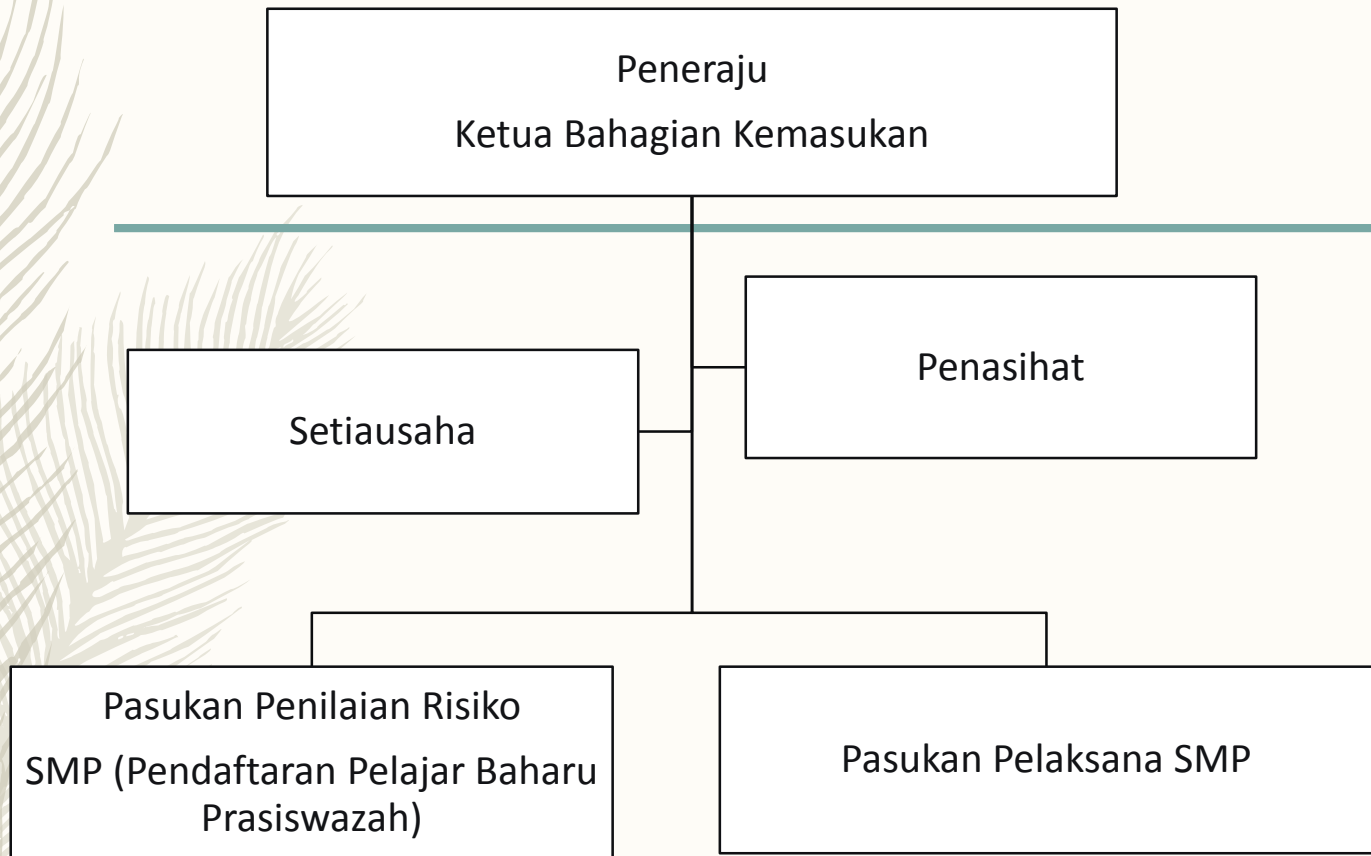 Peneraju
Ketua Bahagian Kemasukan
Penasihat
Setiausaha
Pasukan Penilaian Risiko
SMP (Pendaftaran Pelajar Baharu
Prasiswazah)
Pasukan Pelaksana SMP